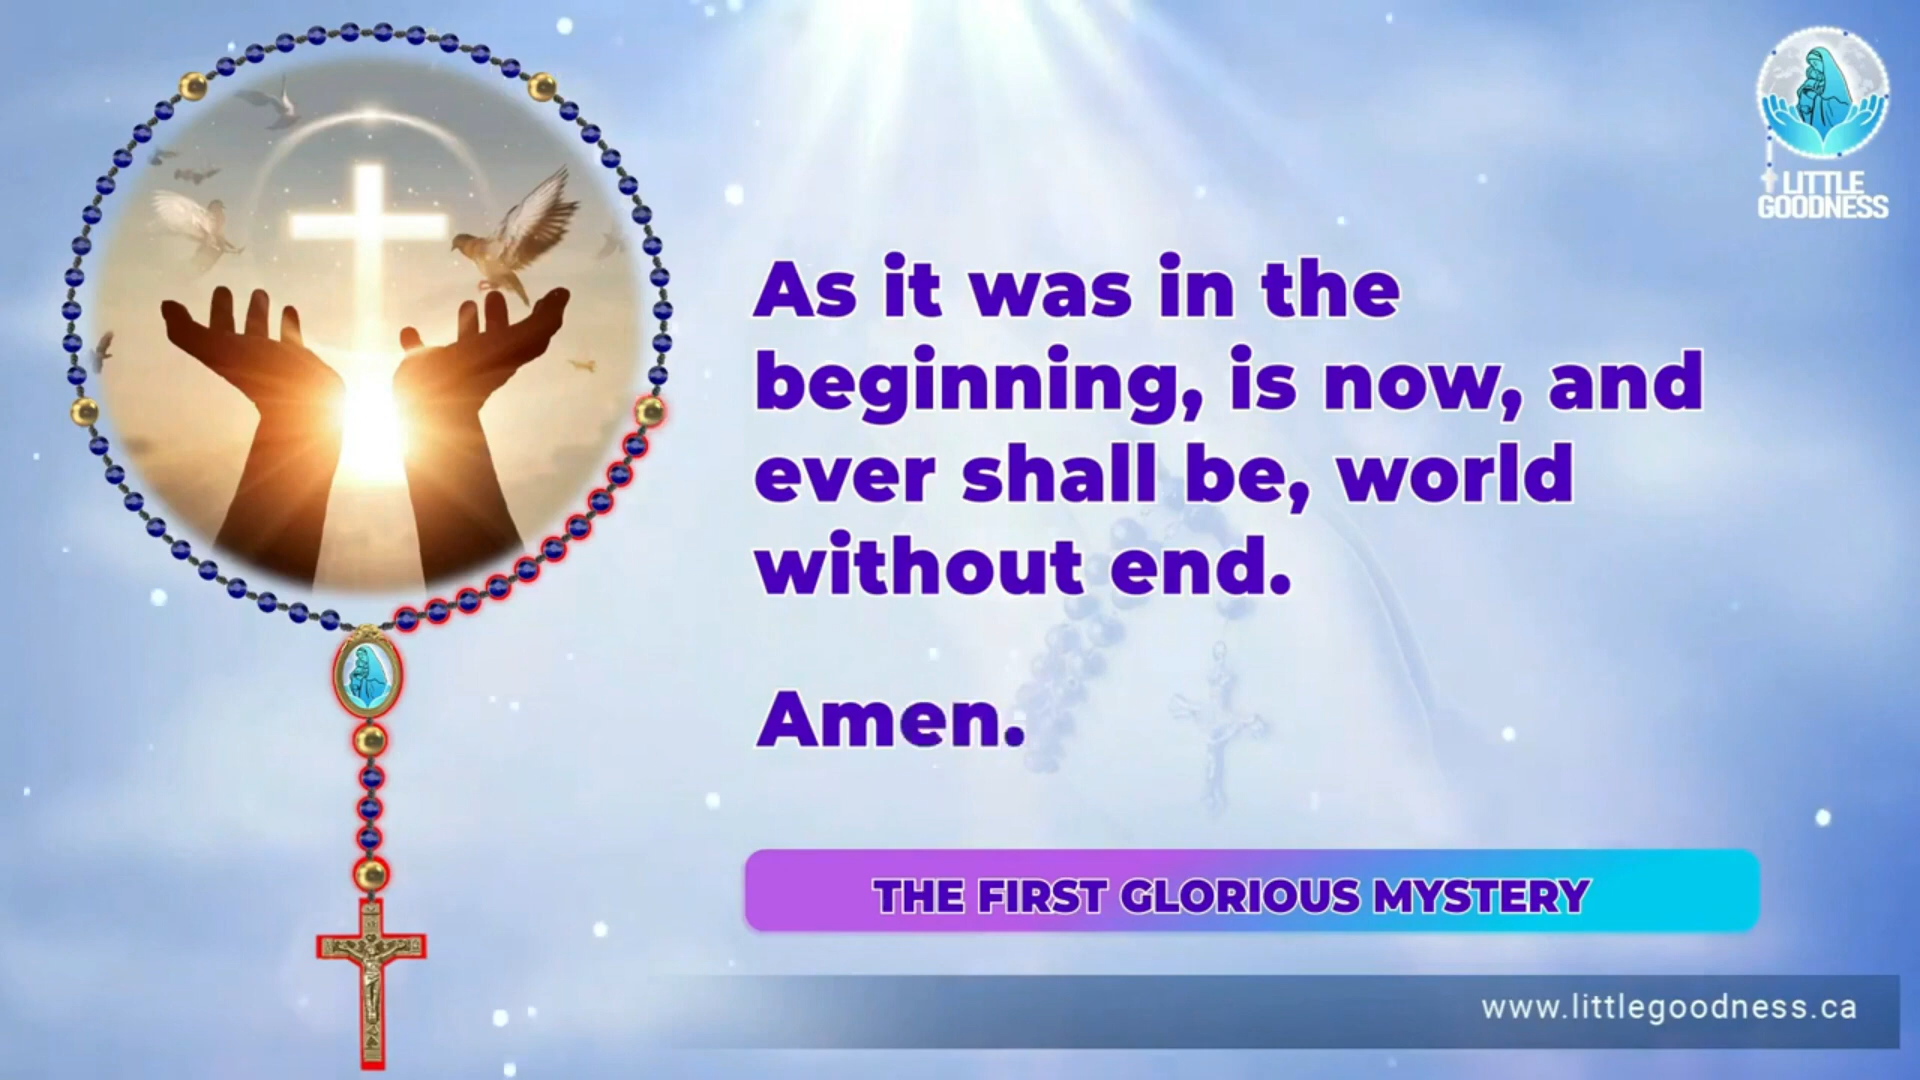 LITTLE
GOODNESS
As it was in the
beginning, is now, and
ever shall be, world
without end.
Amen.
THE FIRST GLORIOUS MYSTERY
www.littlegoodness.ca